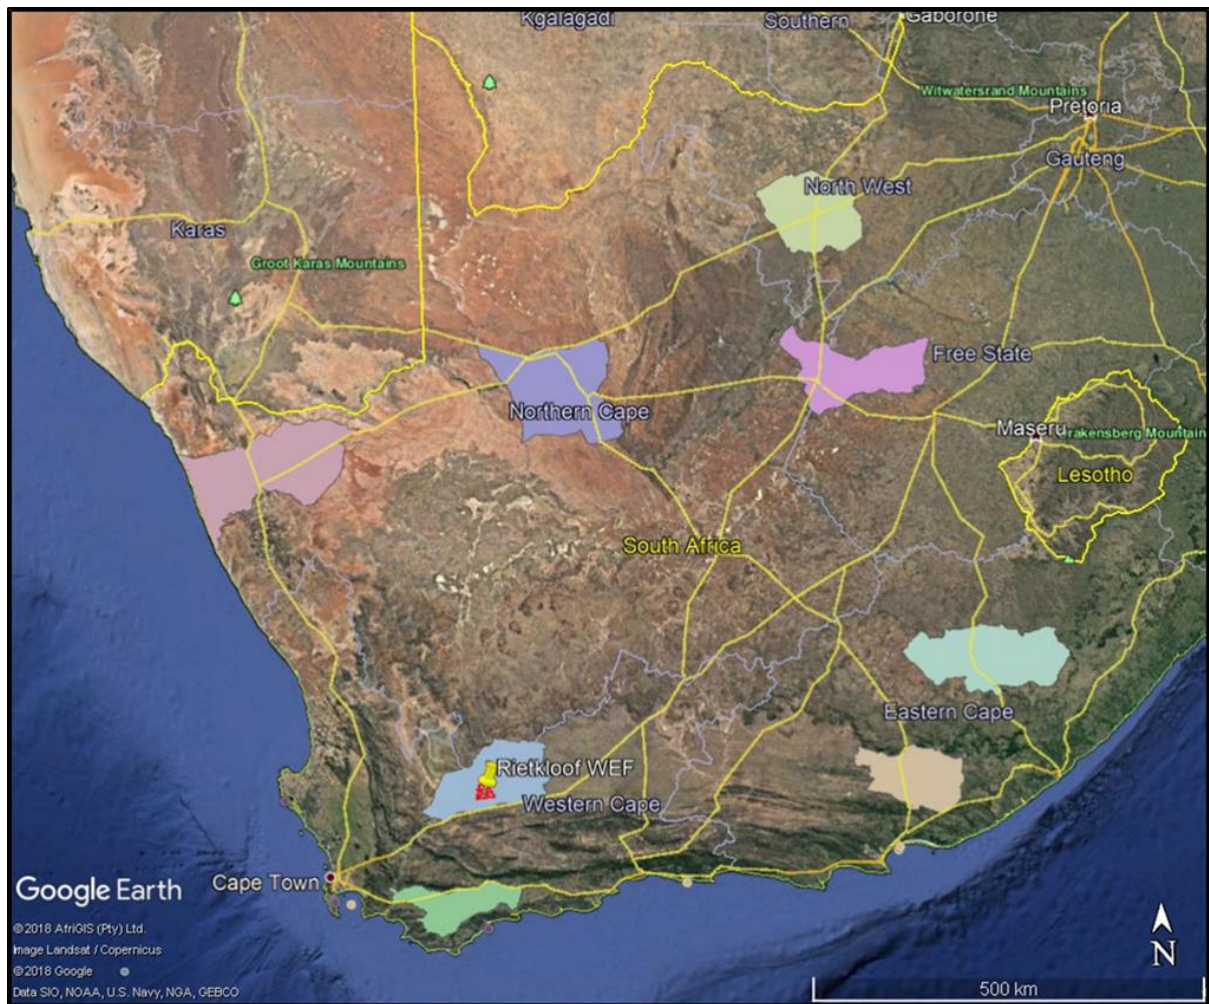 Kgalagadi
Southern
Gaborone
Witwatersrand Mountains
Pretoria
Gauteng
North West
Karas
Groot Karas Mountains
Free State
Northern Cape
Maseru
rakensberg Mountain
Lesotho
South Africa
Eastern Cape
Rietkloof WEF
Western Cape
Cape Town
Google Earth
©2018 AfriGIS (Pty) Ltd.
Image Landsat / Copernicus
©2018 Google
Data SIO, NOAA, U.S. Navy, NGA, GEBCO
N
500 km